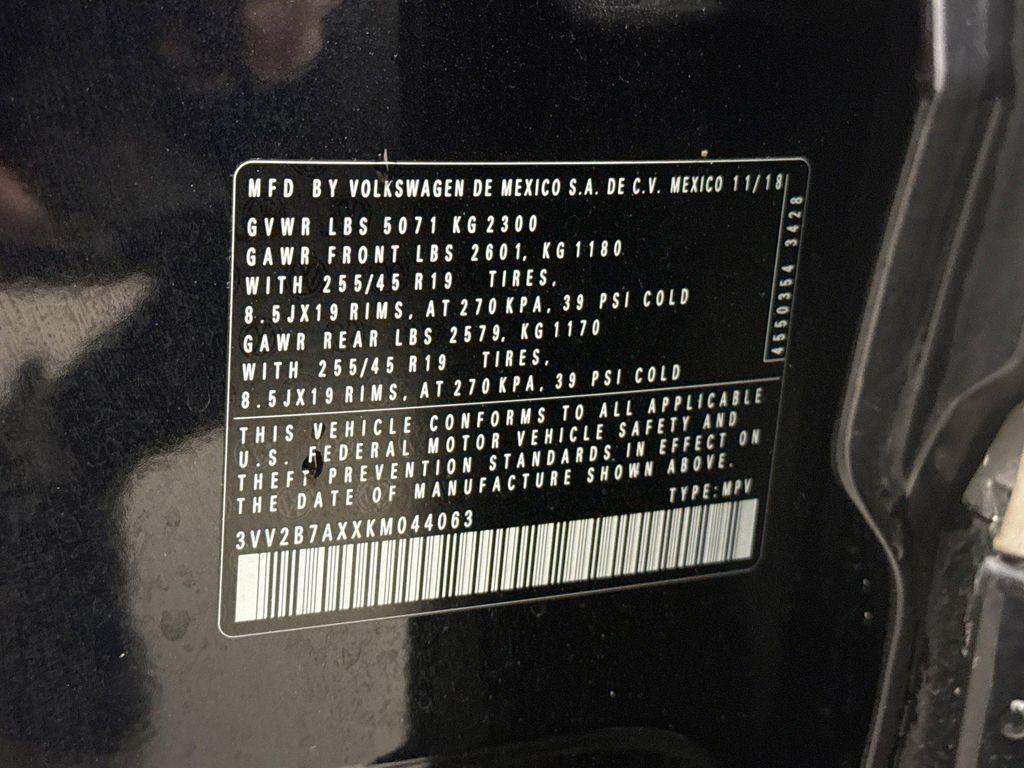 MFD BY VOLKSWAGEN DE MEXICO S.A. DE C.V. MEXICO 11/18
GVWR LBS 5071 KG 2300
GAWR FRONT LBS 2601, KG 1180
WITH 255/45 R19 TIRES,
8.5JX19 RIMS, AT 270 KPA, 39 PSI COLD
GAWR REAR LBS 2579, KG 1170
WITH 255/45 R19 TIRES,
8.5JX19 RIMS, AT 270 KPA, 39 PSI COLD
4550354 3428
THIS VEHICLE CONFORMS TO ALL APPLICABLE
U.S. FEDERAL MOTOR VEHICLE SAFETY AND
THEFT PREVENTION STANDARDS IN EFFECT ON
THE DATE OF MANUFACTURE SHOWN ABOVE.
TYPE: MPV
3VV2B7AXXKM044063